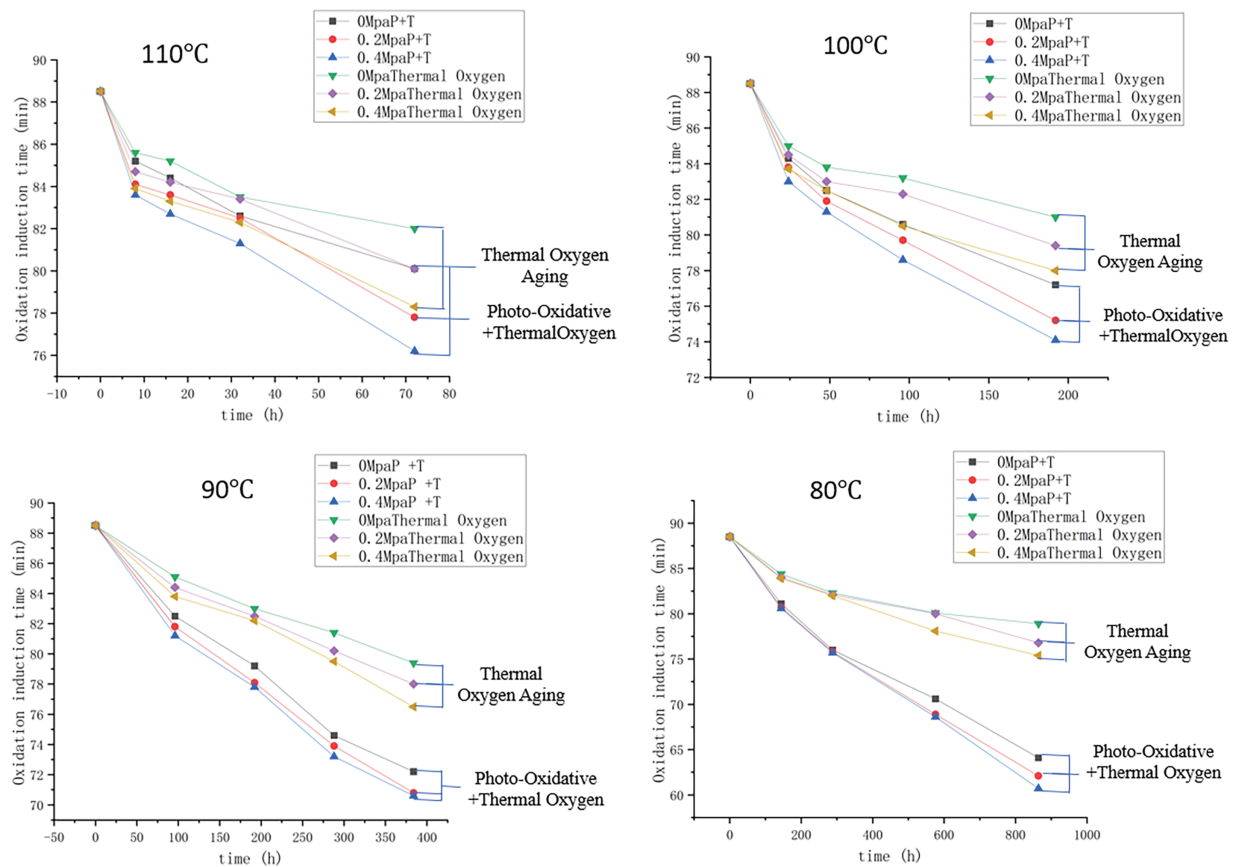 110℃
0MpaP+T
0.2MpaP+T
0.4MpaP+T
0MpaThermal Oxygen
0.2MpaThermal Oxygen
0.4MpaThermal Oxygen
Oxidation induction time (min)
90
88
86
84
82
80
78
76
-10
0
10
20
30
40
50
60
70
80
time (h)
Thermal Oxygen
Aging
Photo-Oxidative
+ThermalOxygen
100℃
0MpaP+T
0.2MpaP+T
0.4MpaP+T
0MpaThermal Oxygen
0.2MpaThermal Oxygen
0.4MpaThermal Oxygen
Oxidation induction time (min)
90
88
86
84
82
80
78
76
74
72
0
50
100
150
200
time (h)
Thermal
Oxygen Aging
Photo-Oxidative
+ThermalOxygen
90℃
0MpaP +T
0.2MpaP +T
0.4MpaP +T
0MpaThermal Oxygen
0.2MpaThermal Oxygen
0.4MpaThermal Oxygen
Oxidation induction time (min)
90
88
86
84
82
80
78
76
74
72
70
-50
0
50
100
150
200
250
300
350
400
time (h)
Thermal
Oxygen Aging
Photo-Oxidative
+Thermal Oxygen
80℃
0MpaP+T
0.2MpaP+T
0.4MpaP+T
0MpaThermal Oxygen
0.2MpaThermal Oxygen
0.4MpaThermal Oxygen
Oxidation induction time (min)
90
85
80
75
70
65
60
0
200
400
600
800
1000
time (h)
Thermal
Oxygen Aging
Photo-Oxidative
+Thermal Oxygen